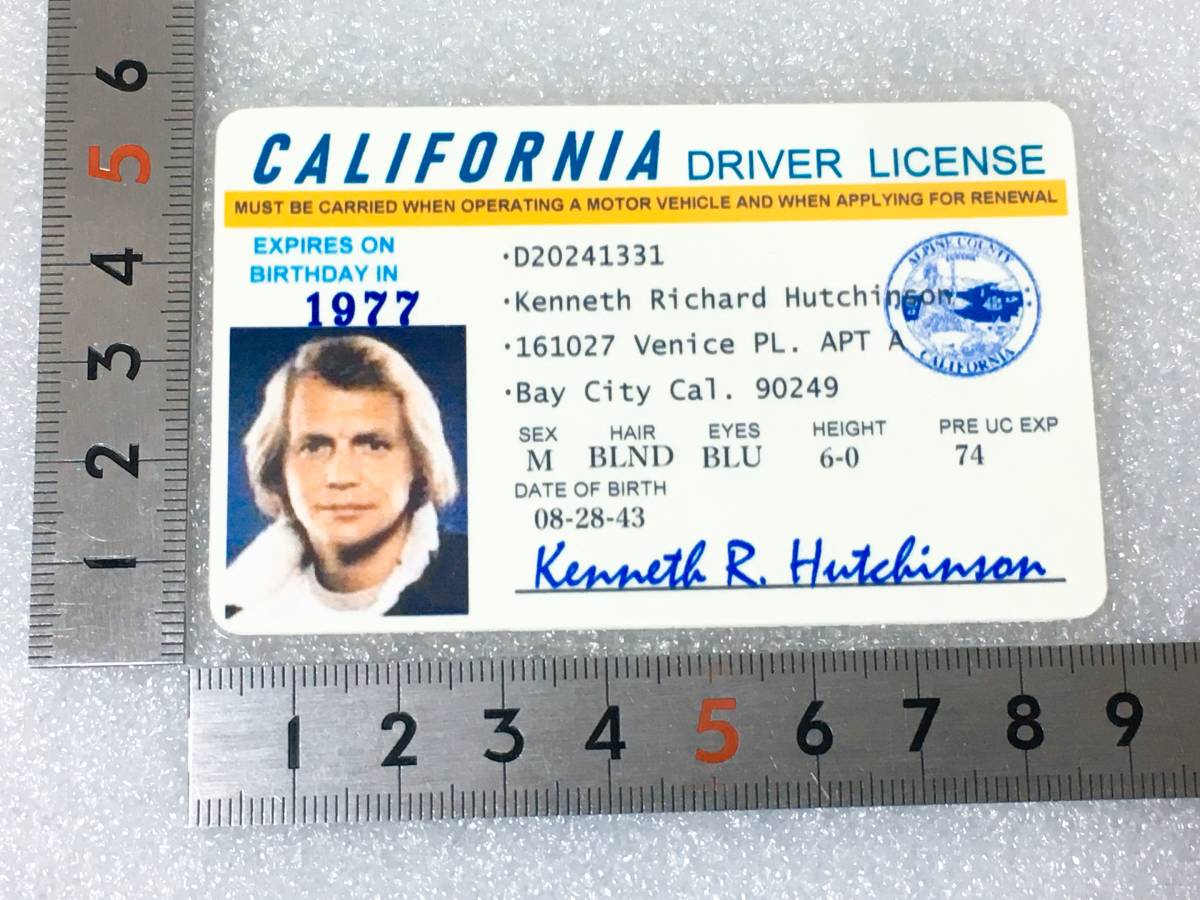 CALIFORNIA DRIVER LICENSE
MUST BE CARRIED WHEN OPERATING A MOTOR VEHICLE AND WHEN APPLYING FOR RENEWAL
EXPIRES ON
BIRTHDAY IN
1977
·D20241331
·Kenneth Richard Hutchinson
·161027 Venice PL. APT A
·Bay City Cal. 90249
ALPINE COUNTY
CALIFORNIA
SEX HAIR EYES HEIGHT PRE UC EXP
M BLND BLU 6-0 74
DATE OF BIRTH
08-28-43
Kenneth R. Hutchinson
6
5
4
3
2
1
1 2 3 4 5 6 7 8 9